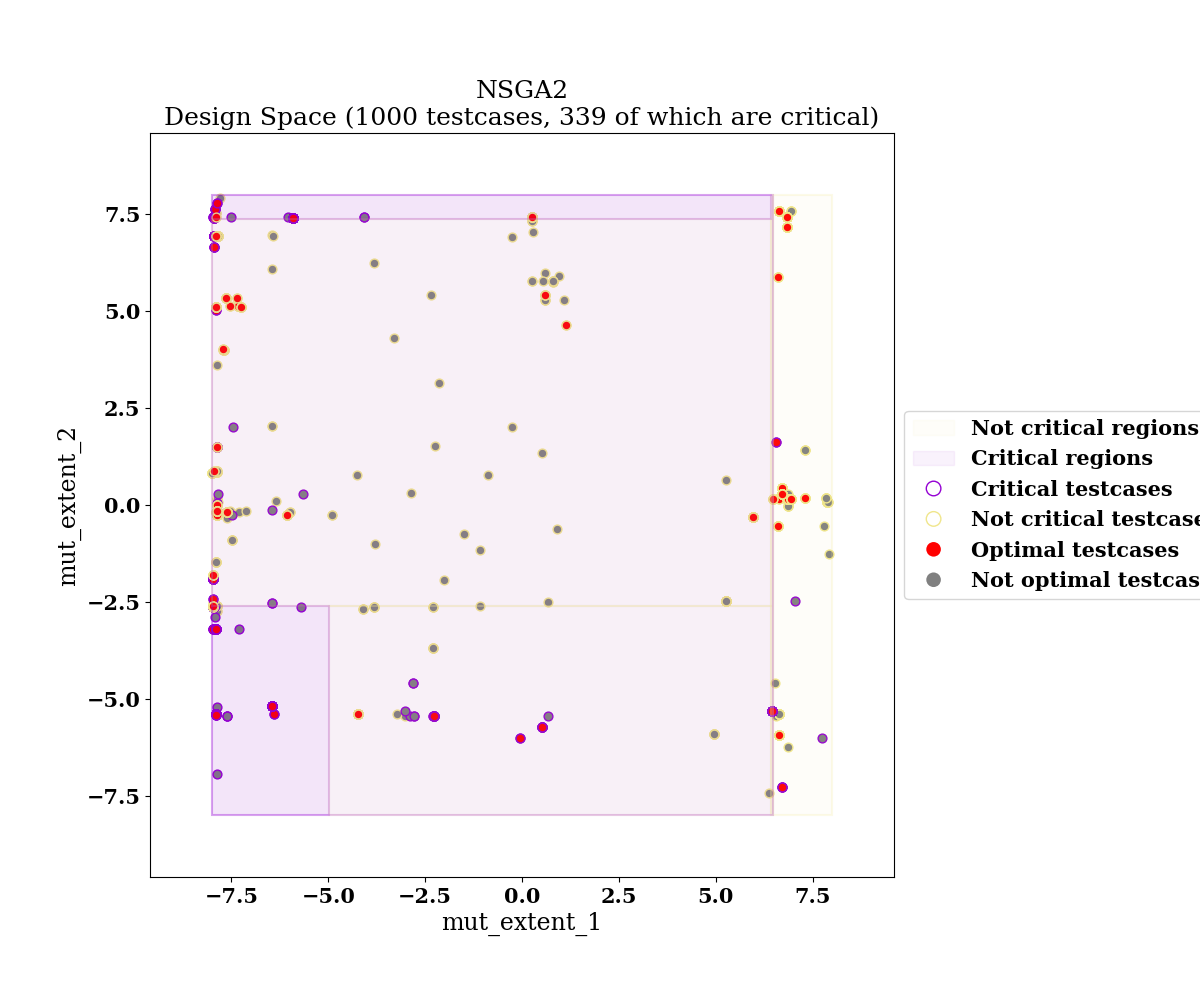 NSGA2
Design Space (1000 testcases, 339 of which are critical)
7.5
5.0
2.5
0.0
−2.5
−5.0
−7.5
mut_extent_2
−7.5 −5.0 −2.5 0.0 2.5 5.0 7.5
mut_extent_1
Not critical regions
Critical regions
Critical testcases
Not critical testcase
Optimal testcases
Not optimal testcas